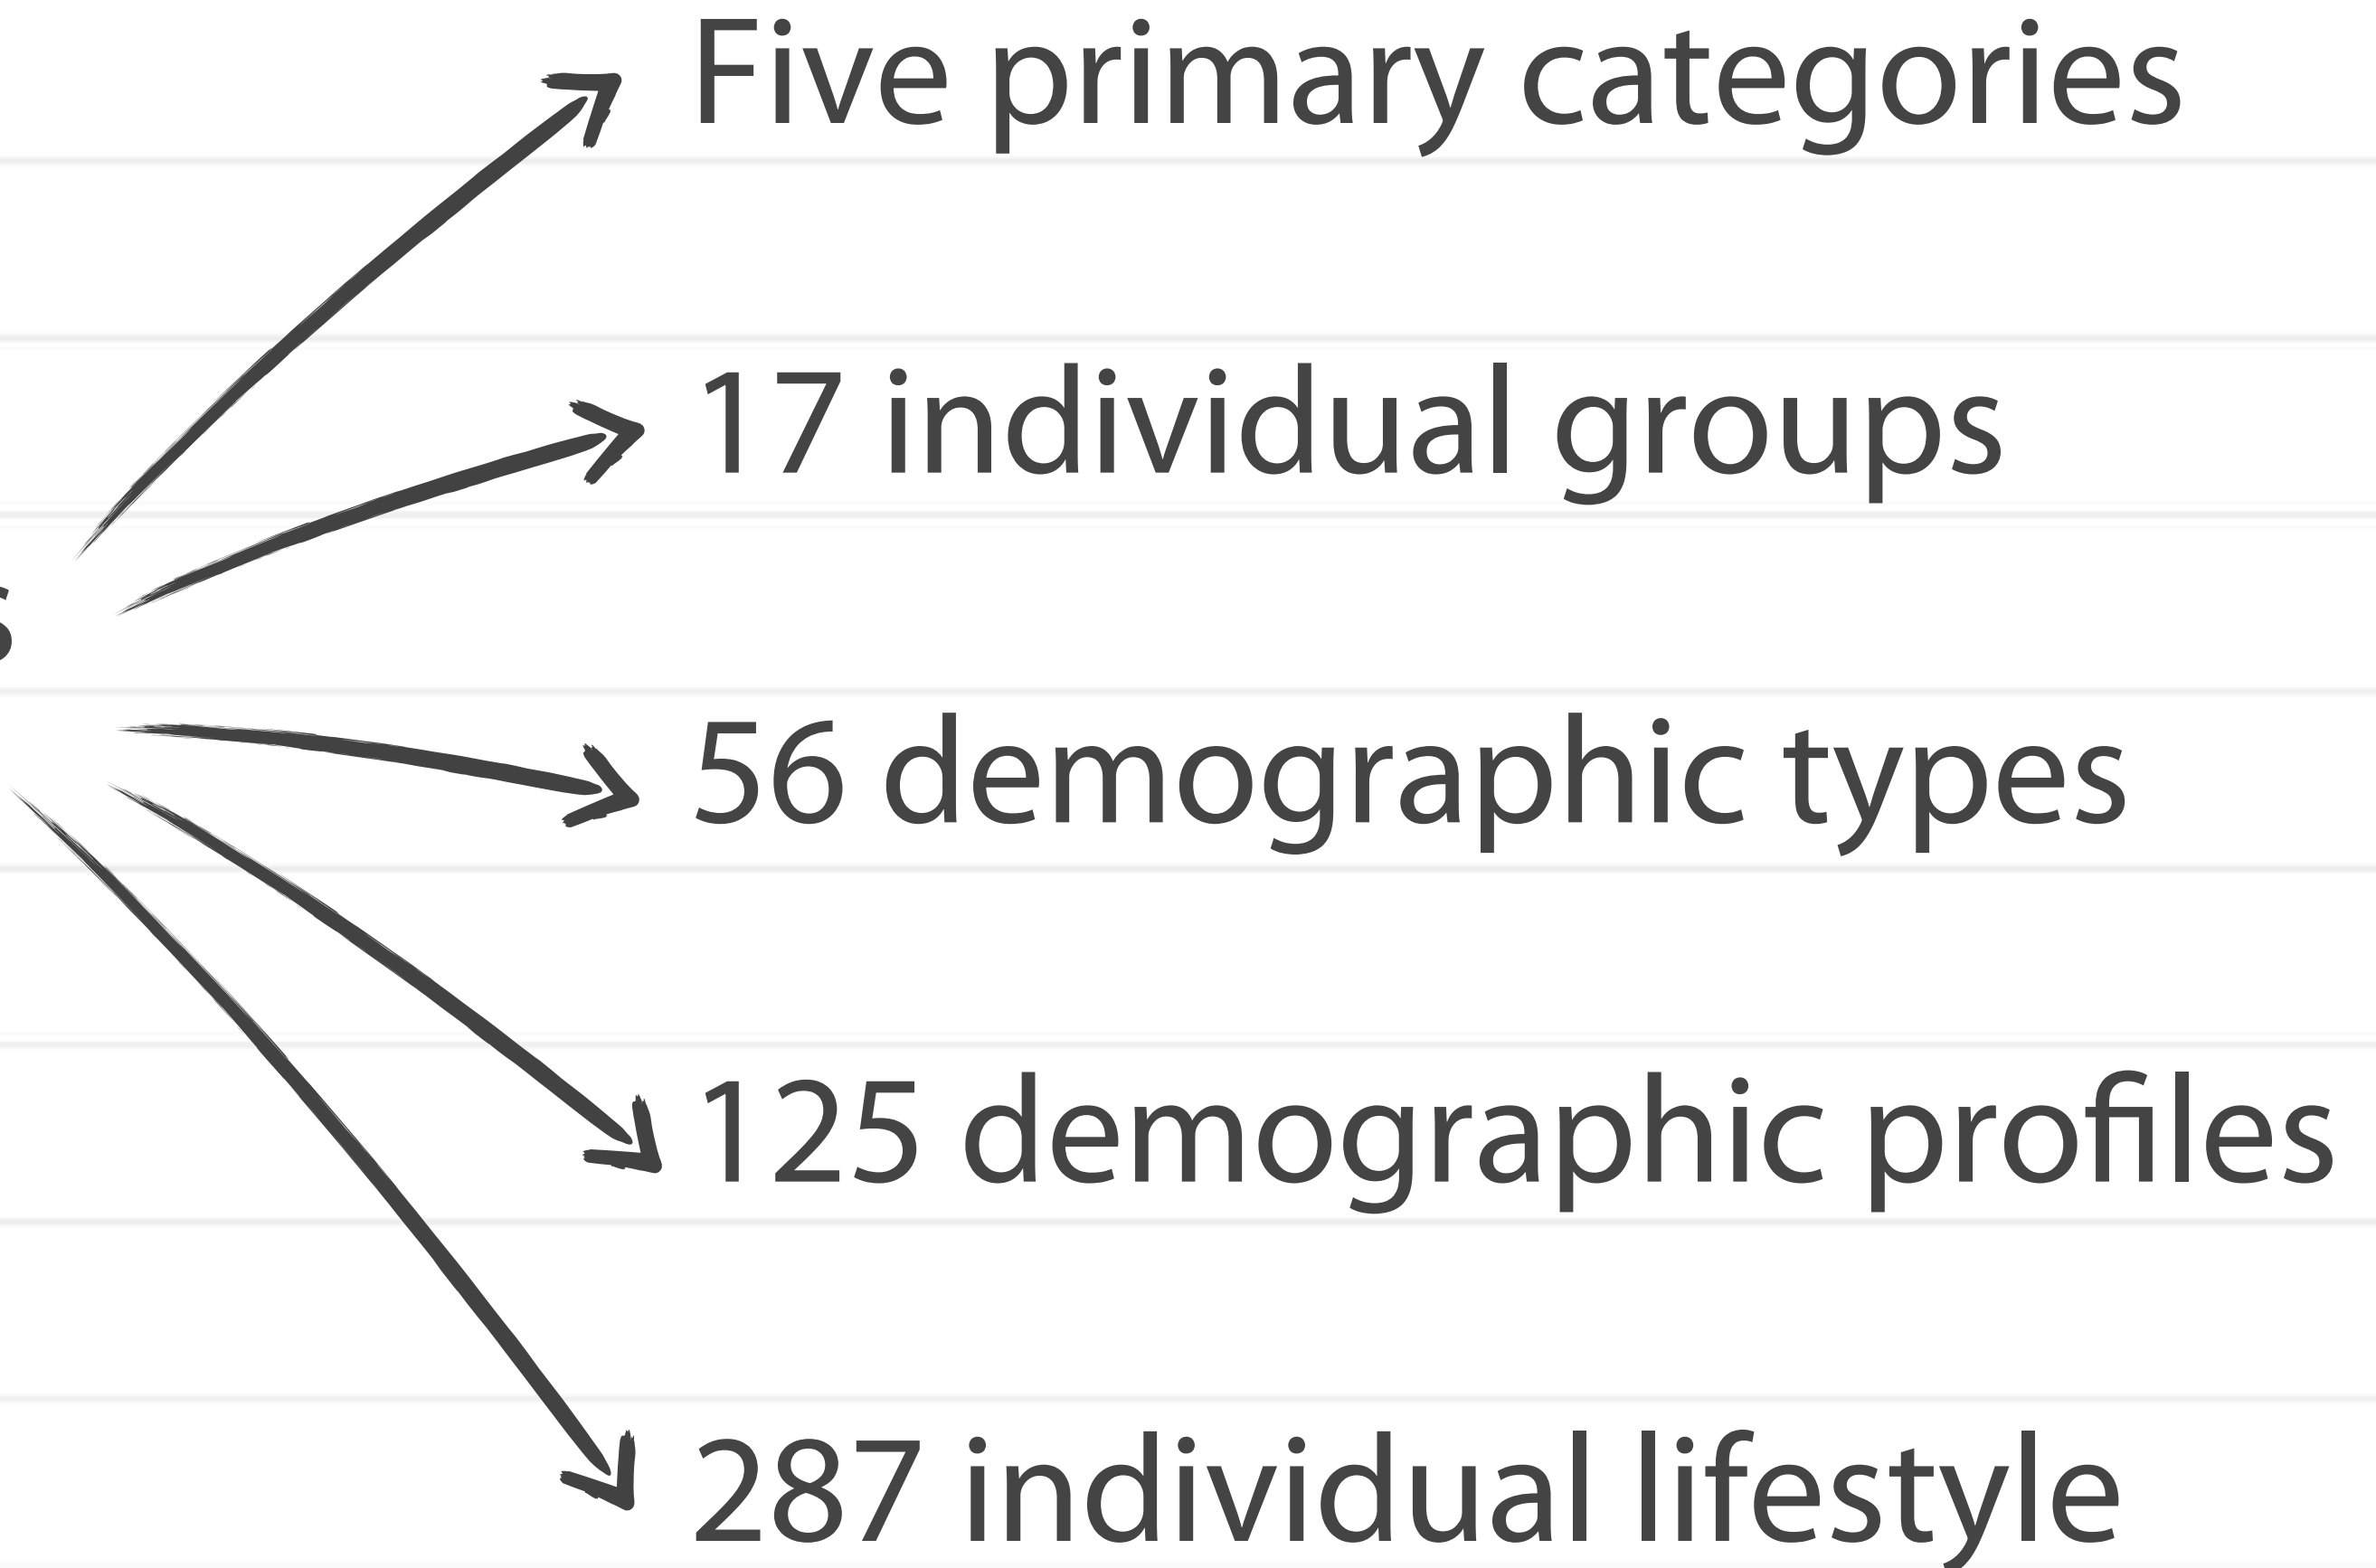 Five primary categories
17 individual groups
56 demographic types
125 demographic profiles
287 individual lifestyle